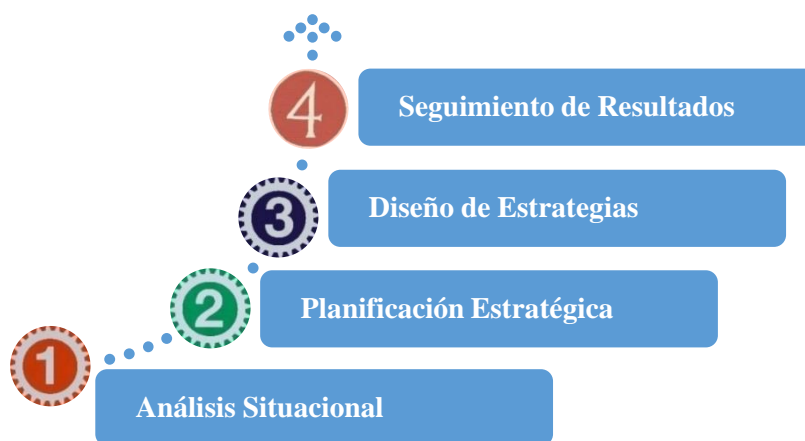 4 Seguimiento de Resultados
3 Diseño de Estrategias
2 Planificación Estratégica
1 Análisis Situacional